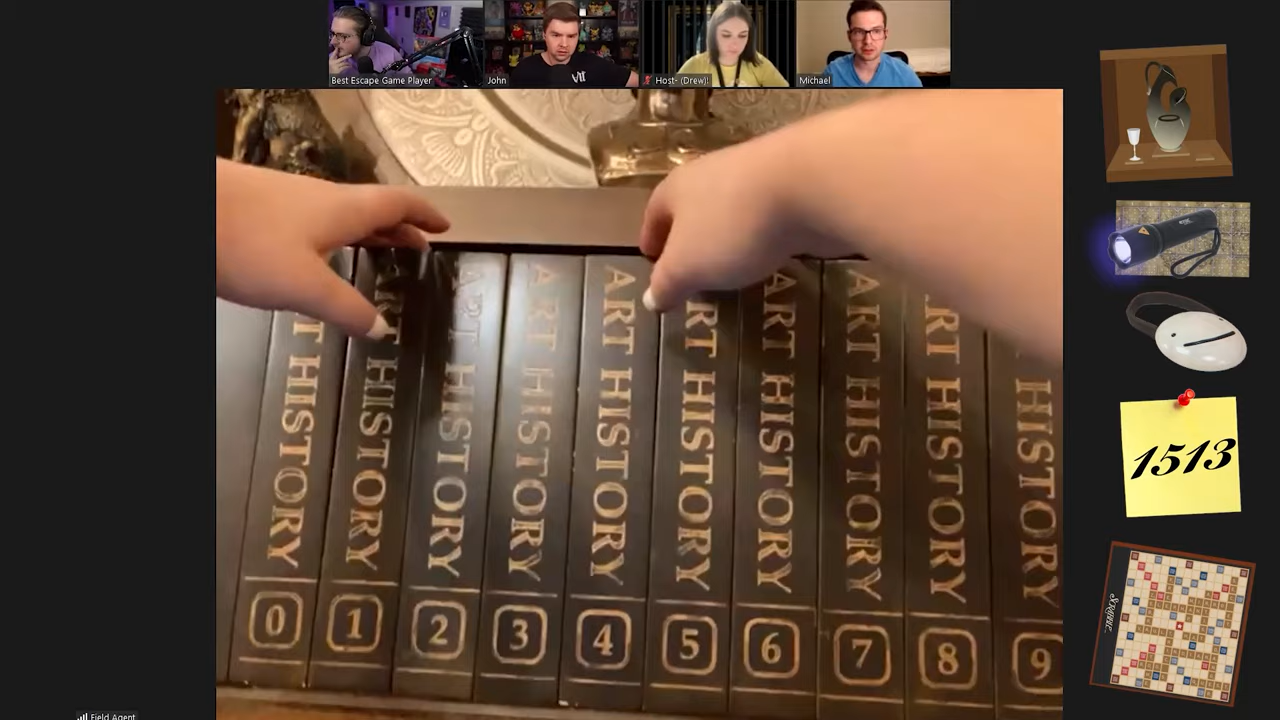 Best Escape Game Player
John
VII
Host- (Drew)!
Michael
ART HISTORY
ART HISTORY
ART HISTORY
ART HISTORY
ART HISTORY
ART HISTORY
ART HISTORY
ART HISTORY
ART HISTORY
HISTORY
0
1
2
3
4
5
6
7
8
9
1513
Field Agent